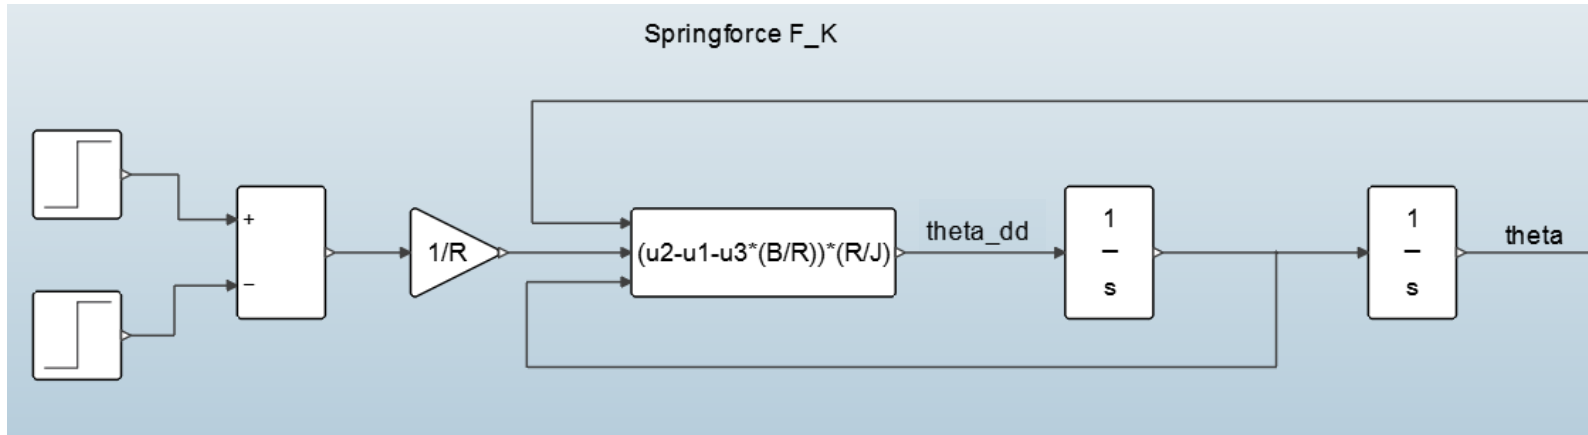 Springforce F_K
+
−
1/R
(u2-u1-u3*(B/R))*(R/J)
theta_dd
1
—
s
1
—
s
theta